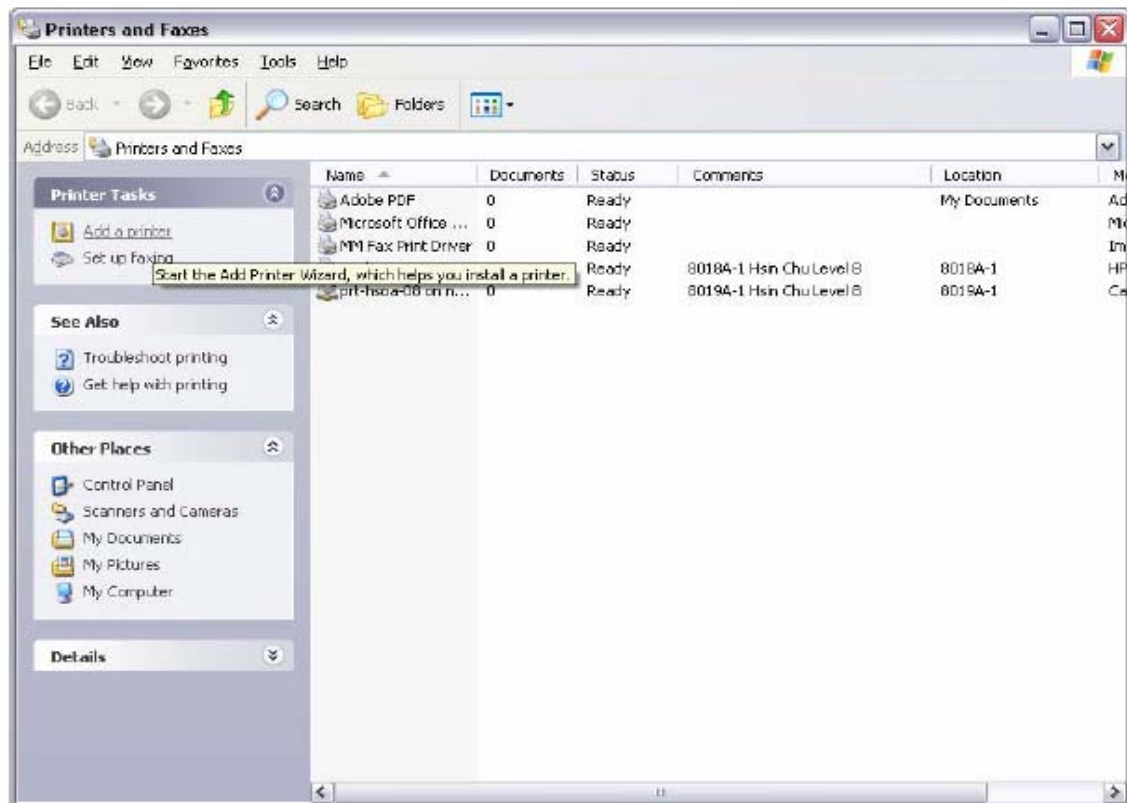 Printers and Faxes
File Edit View Favorites Tools Help
Back Search Folders
Address Printers and Faxes
Name Documents Status Comments Location
Printer Tasks
Add a printer
Set up faxing
Start the Add Printer Wizard, which helps you install a printer.
See Also
Troubleshoot printing
Get help with printing
Other Places
Control Panel
Scanners and Cameras
My Documents
My Pictures
My Computer
Details
Adobe PDF 0 Ready My Documents Ad
Microsoft Office ... 0 Ready
MM Fax Print Driver 0 Ready Im
Ready 8018A-1 Hsin Chu Level 8 8018A-1 HP
prt-hsoa-08 on n... 0 Ready 8019A-1 Hsin Chu Level 8 8019A-1 Ca